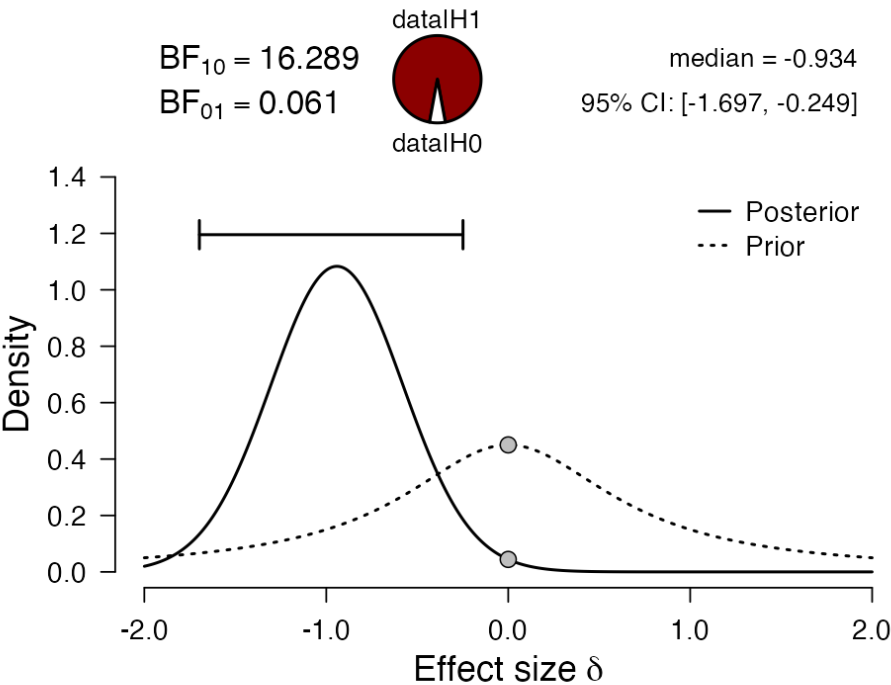 data|H1
BF10 = 16.289
BF01 = 0.061
data|H0
median = -0.934
95% CI: [-1.697, -0.249]
Posterior
Prior
Density
1.4
1.2
1.0
0.8
0.6
0.4
0.2
0.0
-2.0 -1.0 0.0 1.0 2.0
Effect size δ